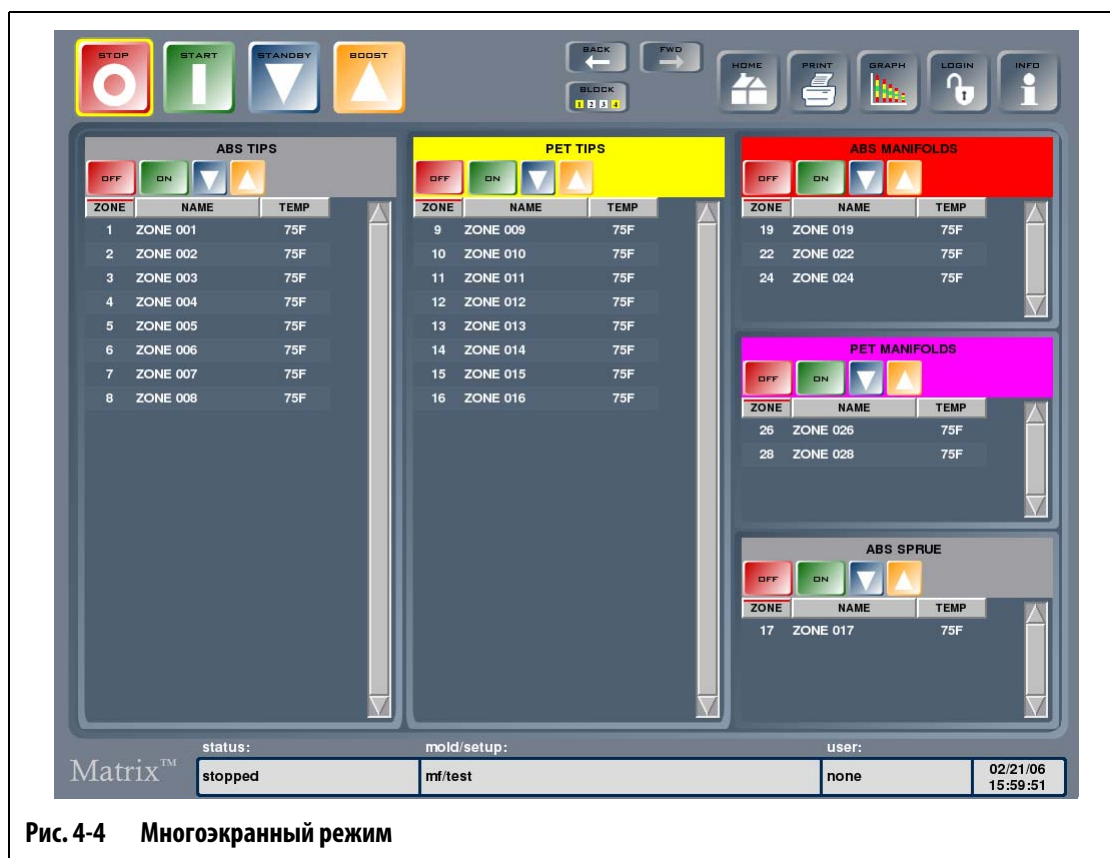 STOP START STANDBY BOOST BACK FWD HOME PRINT GRAPH LOGIN INFO
BLOCK
1 2 3 4
ABS TIPS
OFF ON
ZONE NAME TEMP
1 ZONE 001 75F
2 ZONE 002 75F
3 ZONE 003 75F
4 ZONE 004 75F
5 ZONE 005 75F
6 ZONE 006 75F
7 ZONE 007 75F
8 ZONE 008 75F
PET TIPS
OFF ON
ZONE NAME TEMP
9 ZONE 009 75F
10 ZONE 010 75F
11 ZONE 011 75F
12 ZONE 012 75F
13 ZONE 013 75F
14 ZONE 014 75F
15 ZONE 015 75F
16 ZONE 016 75F
ABS MANIFOLDS
OFF ON
ZONE NAME TEMP
19 ZONE 019 75F
22 ZONE 022 75F
24 ZONE 024 75F
PET MANIFOLDS
OFF ON
ZONE NAME TEMP
26 ZONE 026 75F
28 ZONE 028 75F
ABS SPRUE
OFF ON
ZONE NAME TEMP
17 ZONE 017 75F
status: mold/setup: user:
Matrix™ stopped mf/test none 02/21/06
15:59:51
Рис. 4-4 Многоэкранный режим